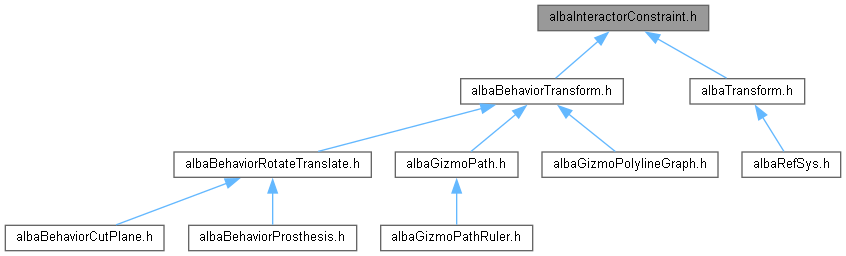 albaInteractorConstraint.h
albaBehaviorTransform.h
albaTransform.h
albaBehaviorRotateTranslate.h
albaGizmoPath.h
albaGizmoPolylineGraph.h
albaRefSys.h
albaBehaviorCutPlane.h
albaBehaviorProsthesis.h
albaGizmoPathRuler.h